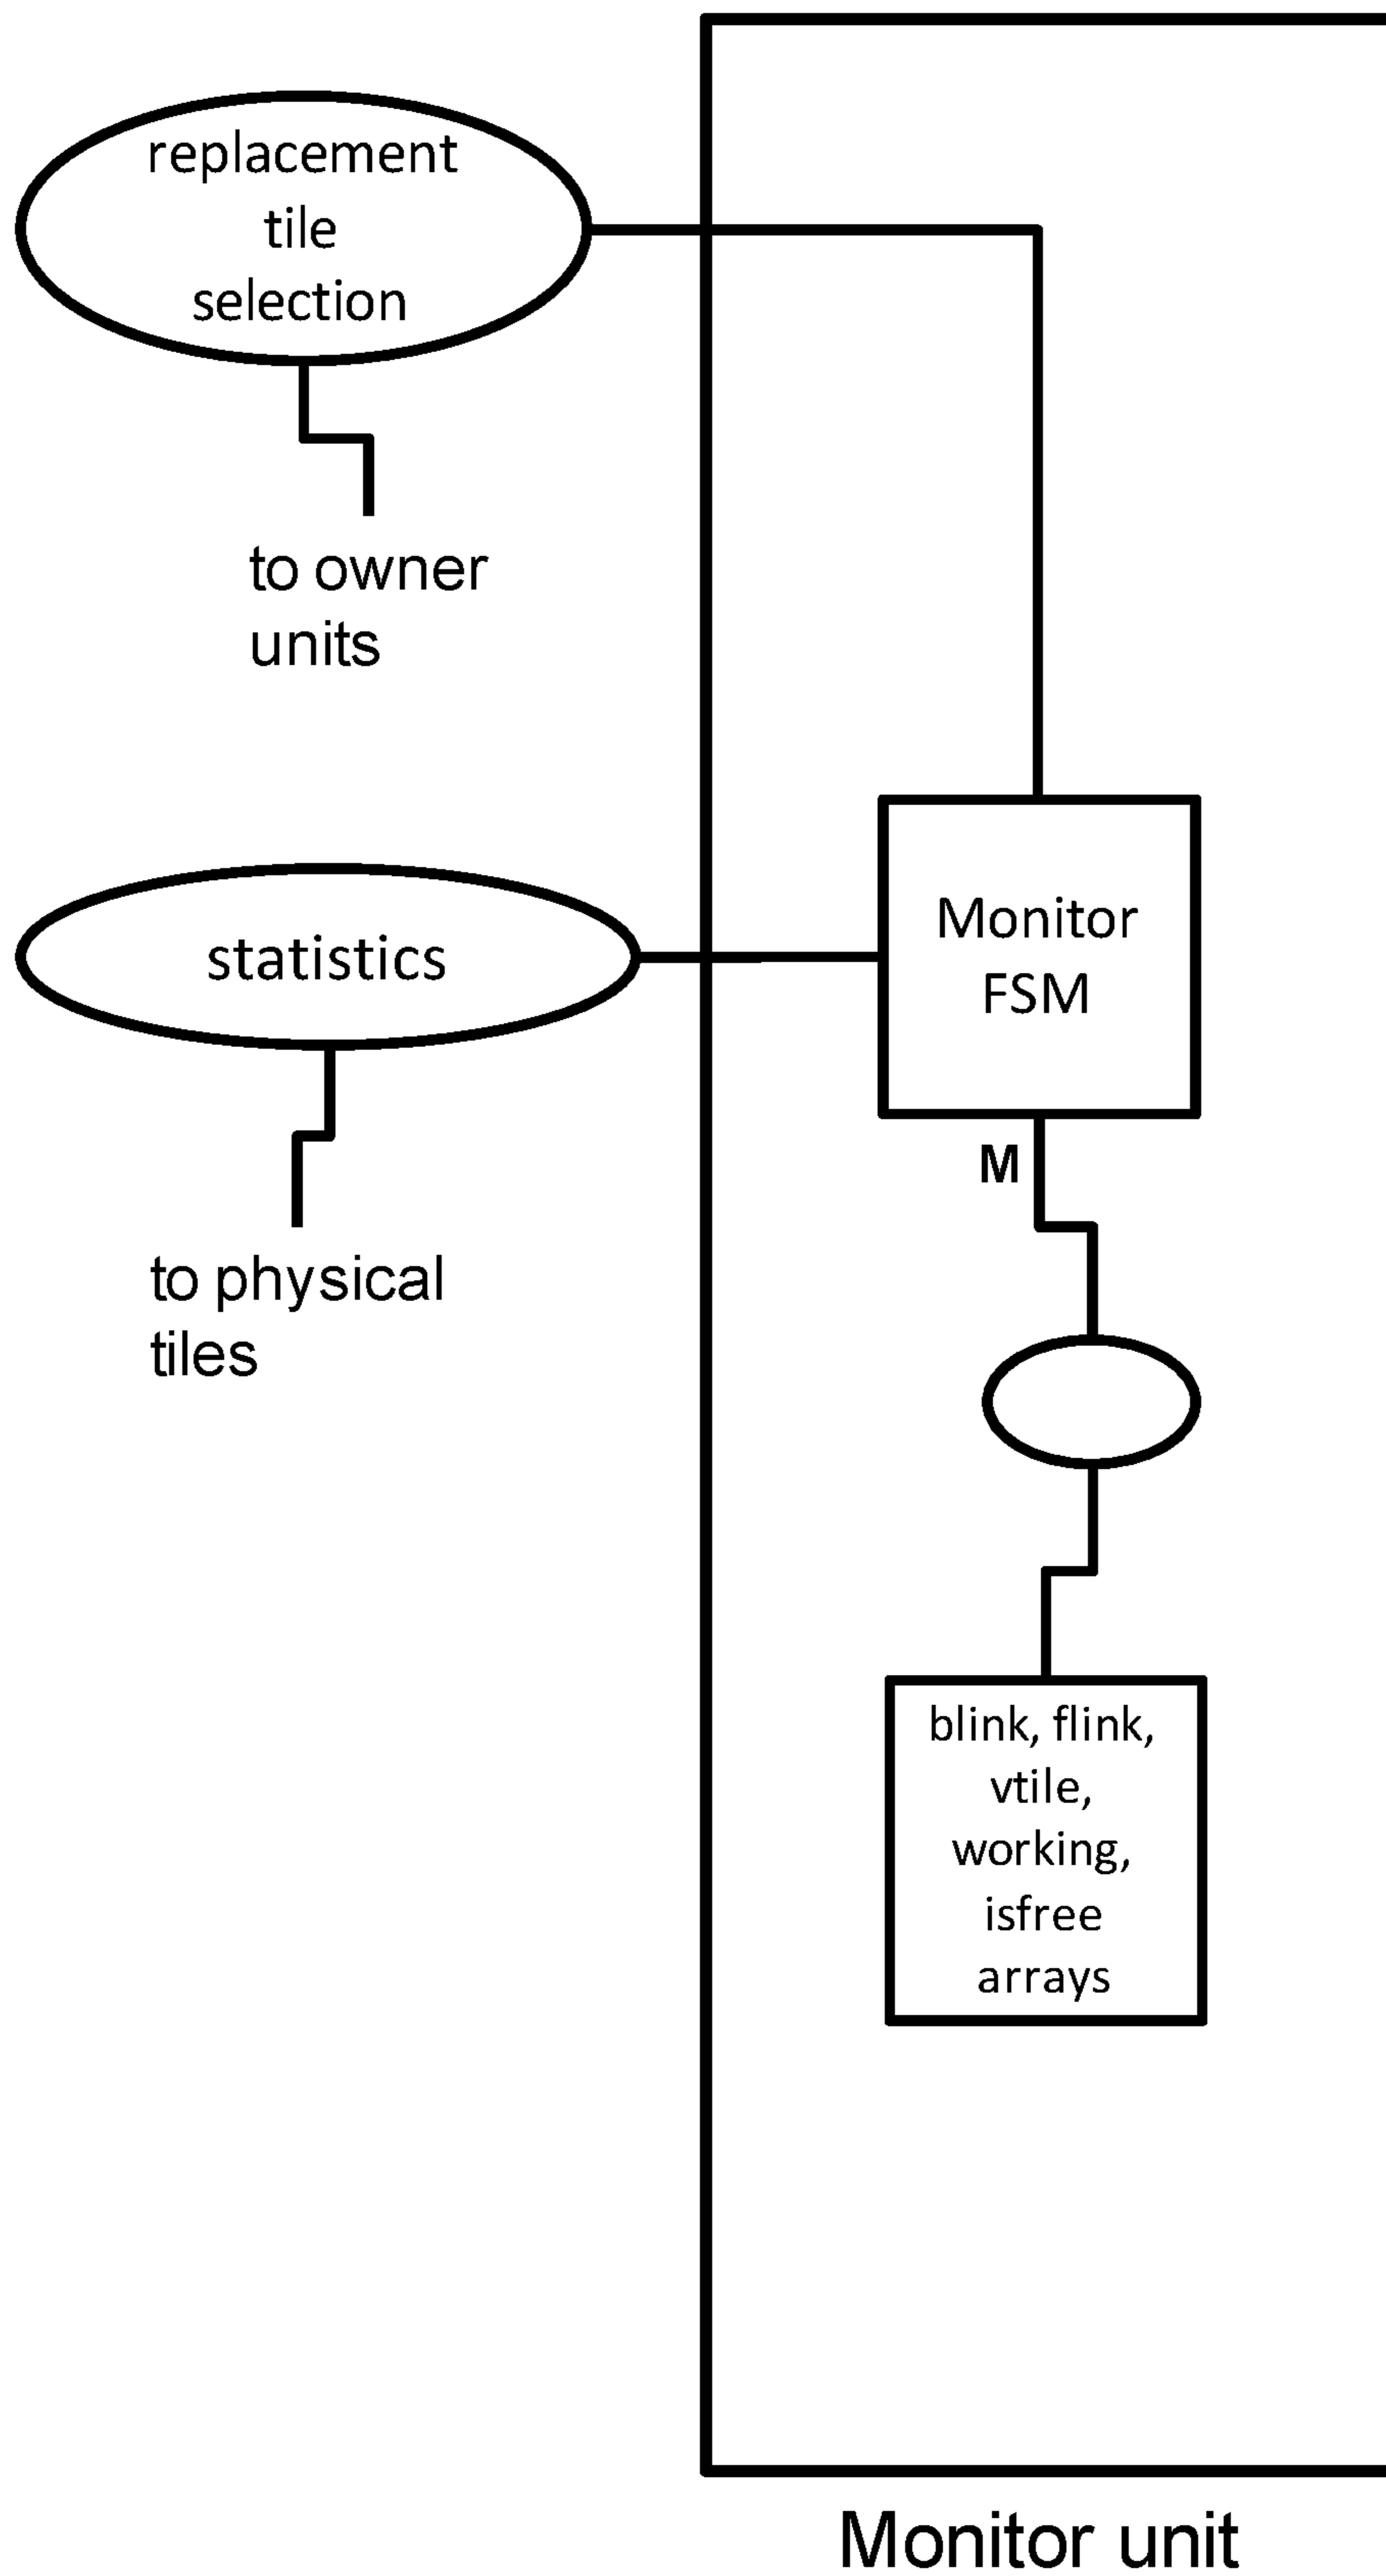 replacement
tile
selection
to owner
units
statistics
Monitor
FSM
M
to physical
tiles
blink, flink,
vtile,
working,
isfree
arrays
Monitor unit